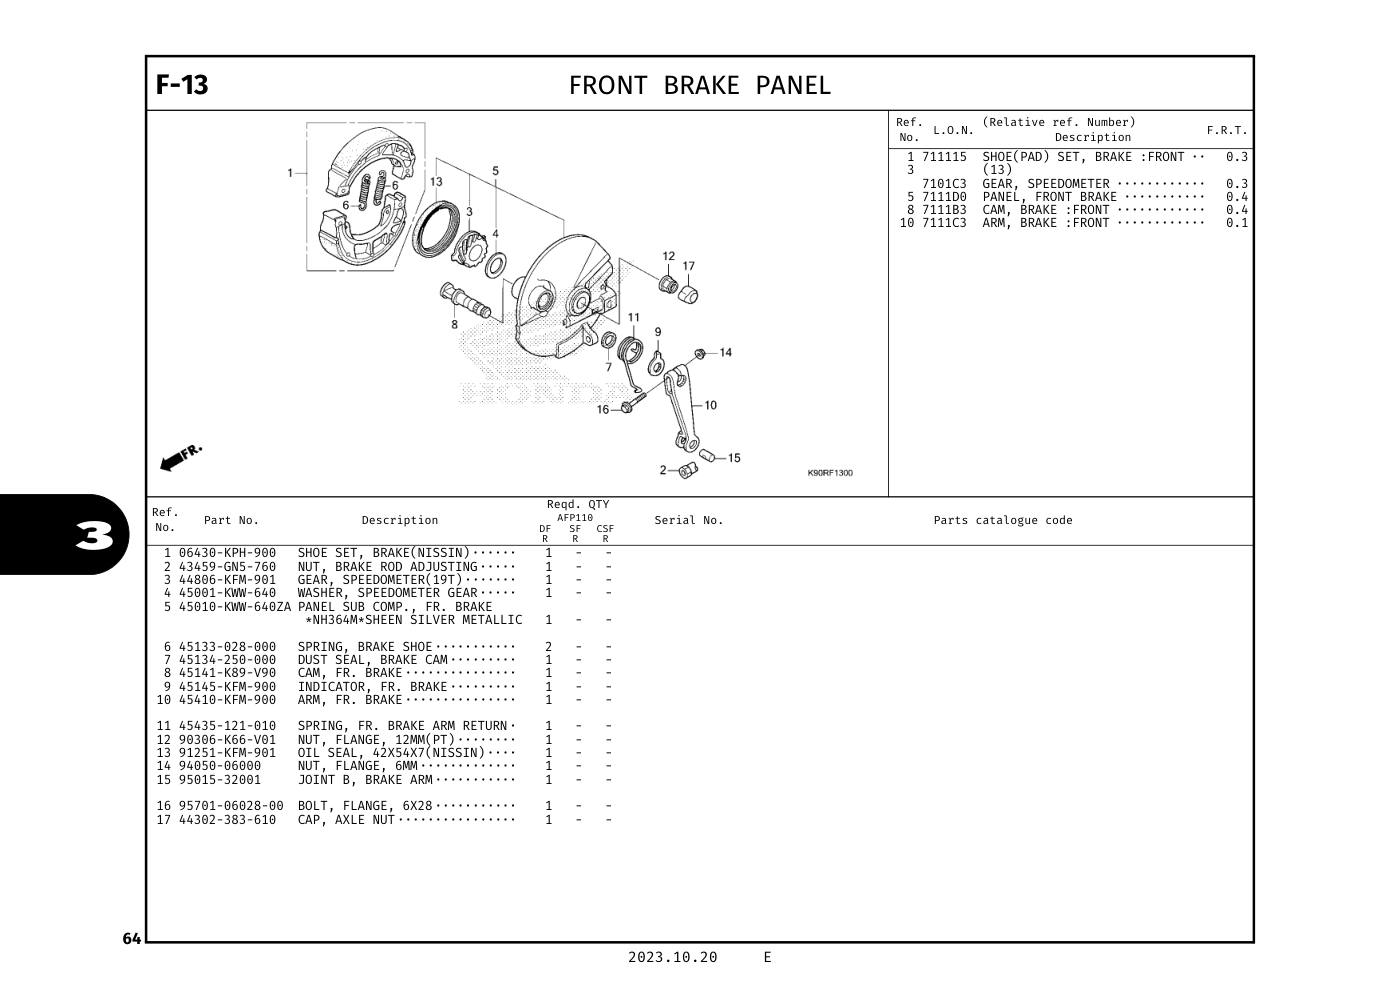 F-13
FRONT BRAKE PANEL
1
6
6
13
5
3
4
8
12
17
11
9
7
14
16
10
15
2
HONDA
FR.
K90RF1300
Ref. No. L.O.N. (Relative ref. Number) Description F.R.T.
1 711115 SHOE(PAD) SET, BRAKE :FRONT ·· 0.3
3 (13)
7101C3 GEAR, SPEEDOMETER ············ 0.3
5 7111D0 PANEL, FRONT BRAKE ··········· 0.4
8 7111B3 CAM, BRAKE :FRONT ············ 0.4
10 7111C3 ARM, BRAKE :FRONT ············ 0.1
Ref. No. Part No. Description Reqd. QTY Serial No. Parts catalogue code
AFP110
DF SF CSF
R R R
1 06430-KPH-900 SHOE SET, BRAKE(NISSIN)······ 1 - -
2 43459-GN5-760 NUT, BRAKE ROD ADJUSTING····· 1 - -
3 44806-KFM-901 GEAR, SPEEDOMETER(19T)······· 1 - -
4 45001-KWW-640 WASHER, SPEEDOMETER GEAR····· 1 - -
5 45010-KWW-640ZA PANEL SUB COMP., FR. BRAKE
*NH364M*SHEEN SILVER METALLIC 1 - -
6 45133-028-000 SPRING, BRAKE SHOE··········· 2 - -
7 45134-250-000 DUST SEAL, BRAKE CAM········· 1 - -
8 45141-K89-V90 CAM, FR. BRAKE··············· 1 - -
9 45145-KFM-900 INDICATOR, FR. BRAKE········· 1 - -
10 45410-KFM-900 ARM, FR. BRAKE··············· 1 - -
11 45435-121-010 SPRING, FR. BRAKE ARM RETURN· 1 - -
12 90306-K66-V01 NUT, FLANGE, 12MM(PT)········ 1 - -
13 91251-KFM-901 OIL SEAL, 42X54X7(NISSIN)···· 1 - -
14 94050-06000 NUT, FLANGE, 6MM············· 1 - -
15 95015-32001 JOINT B, BRAKE ARM··········· 1 - -
16 95701-06028-00 BOLT, FLANGE, 6X28··········· 1 - -
17 44302-383-610 CAP, AXLE NUT················ 1 - -
3
64
2023.10.20 E